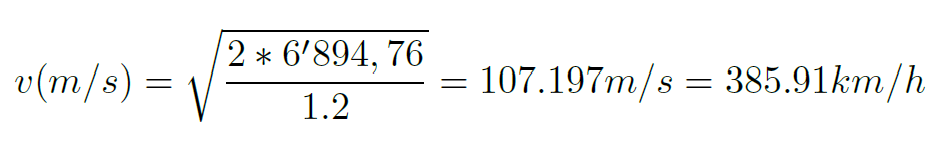 v(m/s) = √(2 * 6′894, 76 / 1.2) = 107.197m/s = 385.91km/h